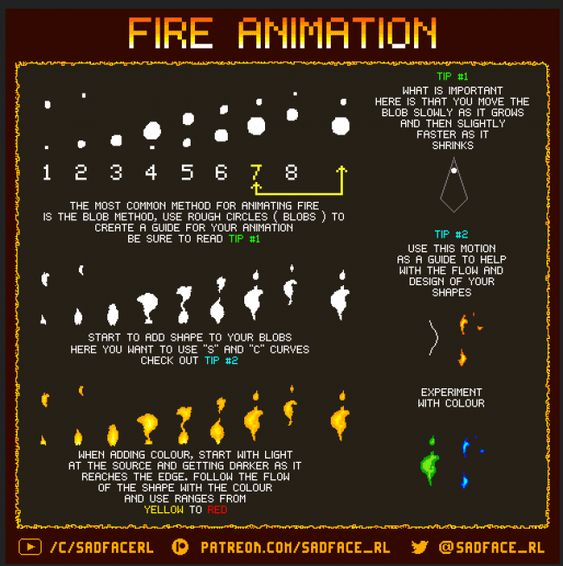 FIRE ANIMATION
TIP #1
WHAT IS IMPORTANT
HERE IS THAT YOU MOVE THE
BLOB SLOWLY AS IT GROWS
AND THEN SLIGHTLY
FASTER AS IT
SHRINKS
1 2 3 4 5 6 7 8
THE MOST COMMON METHOD FOR ANIMATING FIRE
IS THE BLOB METHOD, USE ROUGH CIRCLES ( BLOBS ) TO
CREATE A GUIDE FOR YOUR ANIMATION
BE SURE TO READ TIP #1
TIP #2
USE THIS MOTION
AS A GUIDE TO HELP
WITH THE FLOW AND
DESIGN OF YOUR
SHAPES
START TO ADD SHAPE TO YOUR BLOBS
HERE YOU WANT TO USE "S" AND "C" CURVES
CHECK OUT TIP #2
EXPERIMENT
WITH COLOUR
WHEN ADDING COLOUR, START WITH LIGHT
AT THE SOURCE AND GETTING DARKER AS IT
REACHES THE EDGE. FOLLOW THE FLOW
OF THE SHAPE WITH THE COLOUR
AND USE RANGES FROM
YELLOW TO RED
/C/SADFACERL PATREON.COM/SADFACE_RL @SADFACE_RL